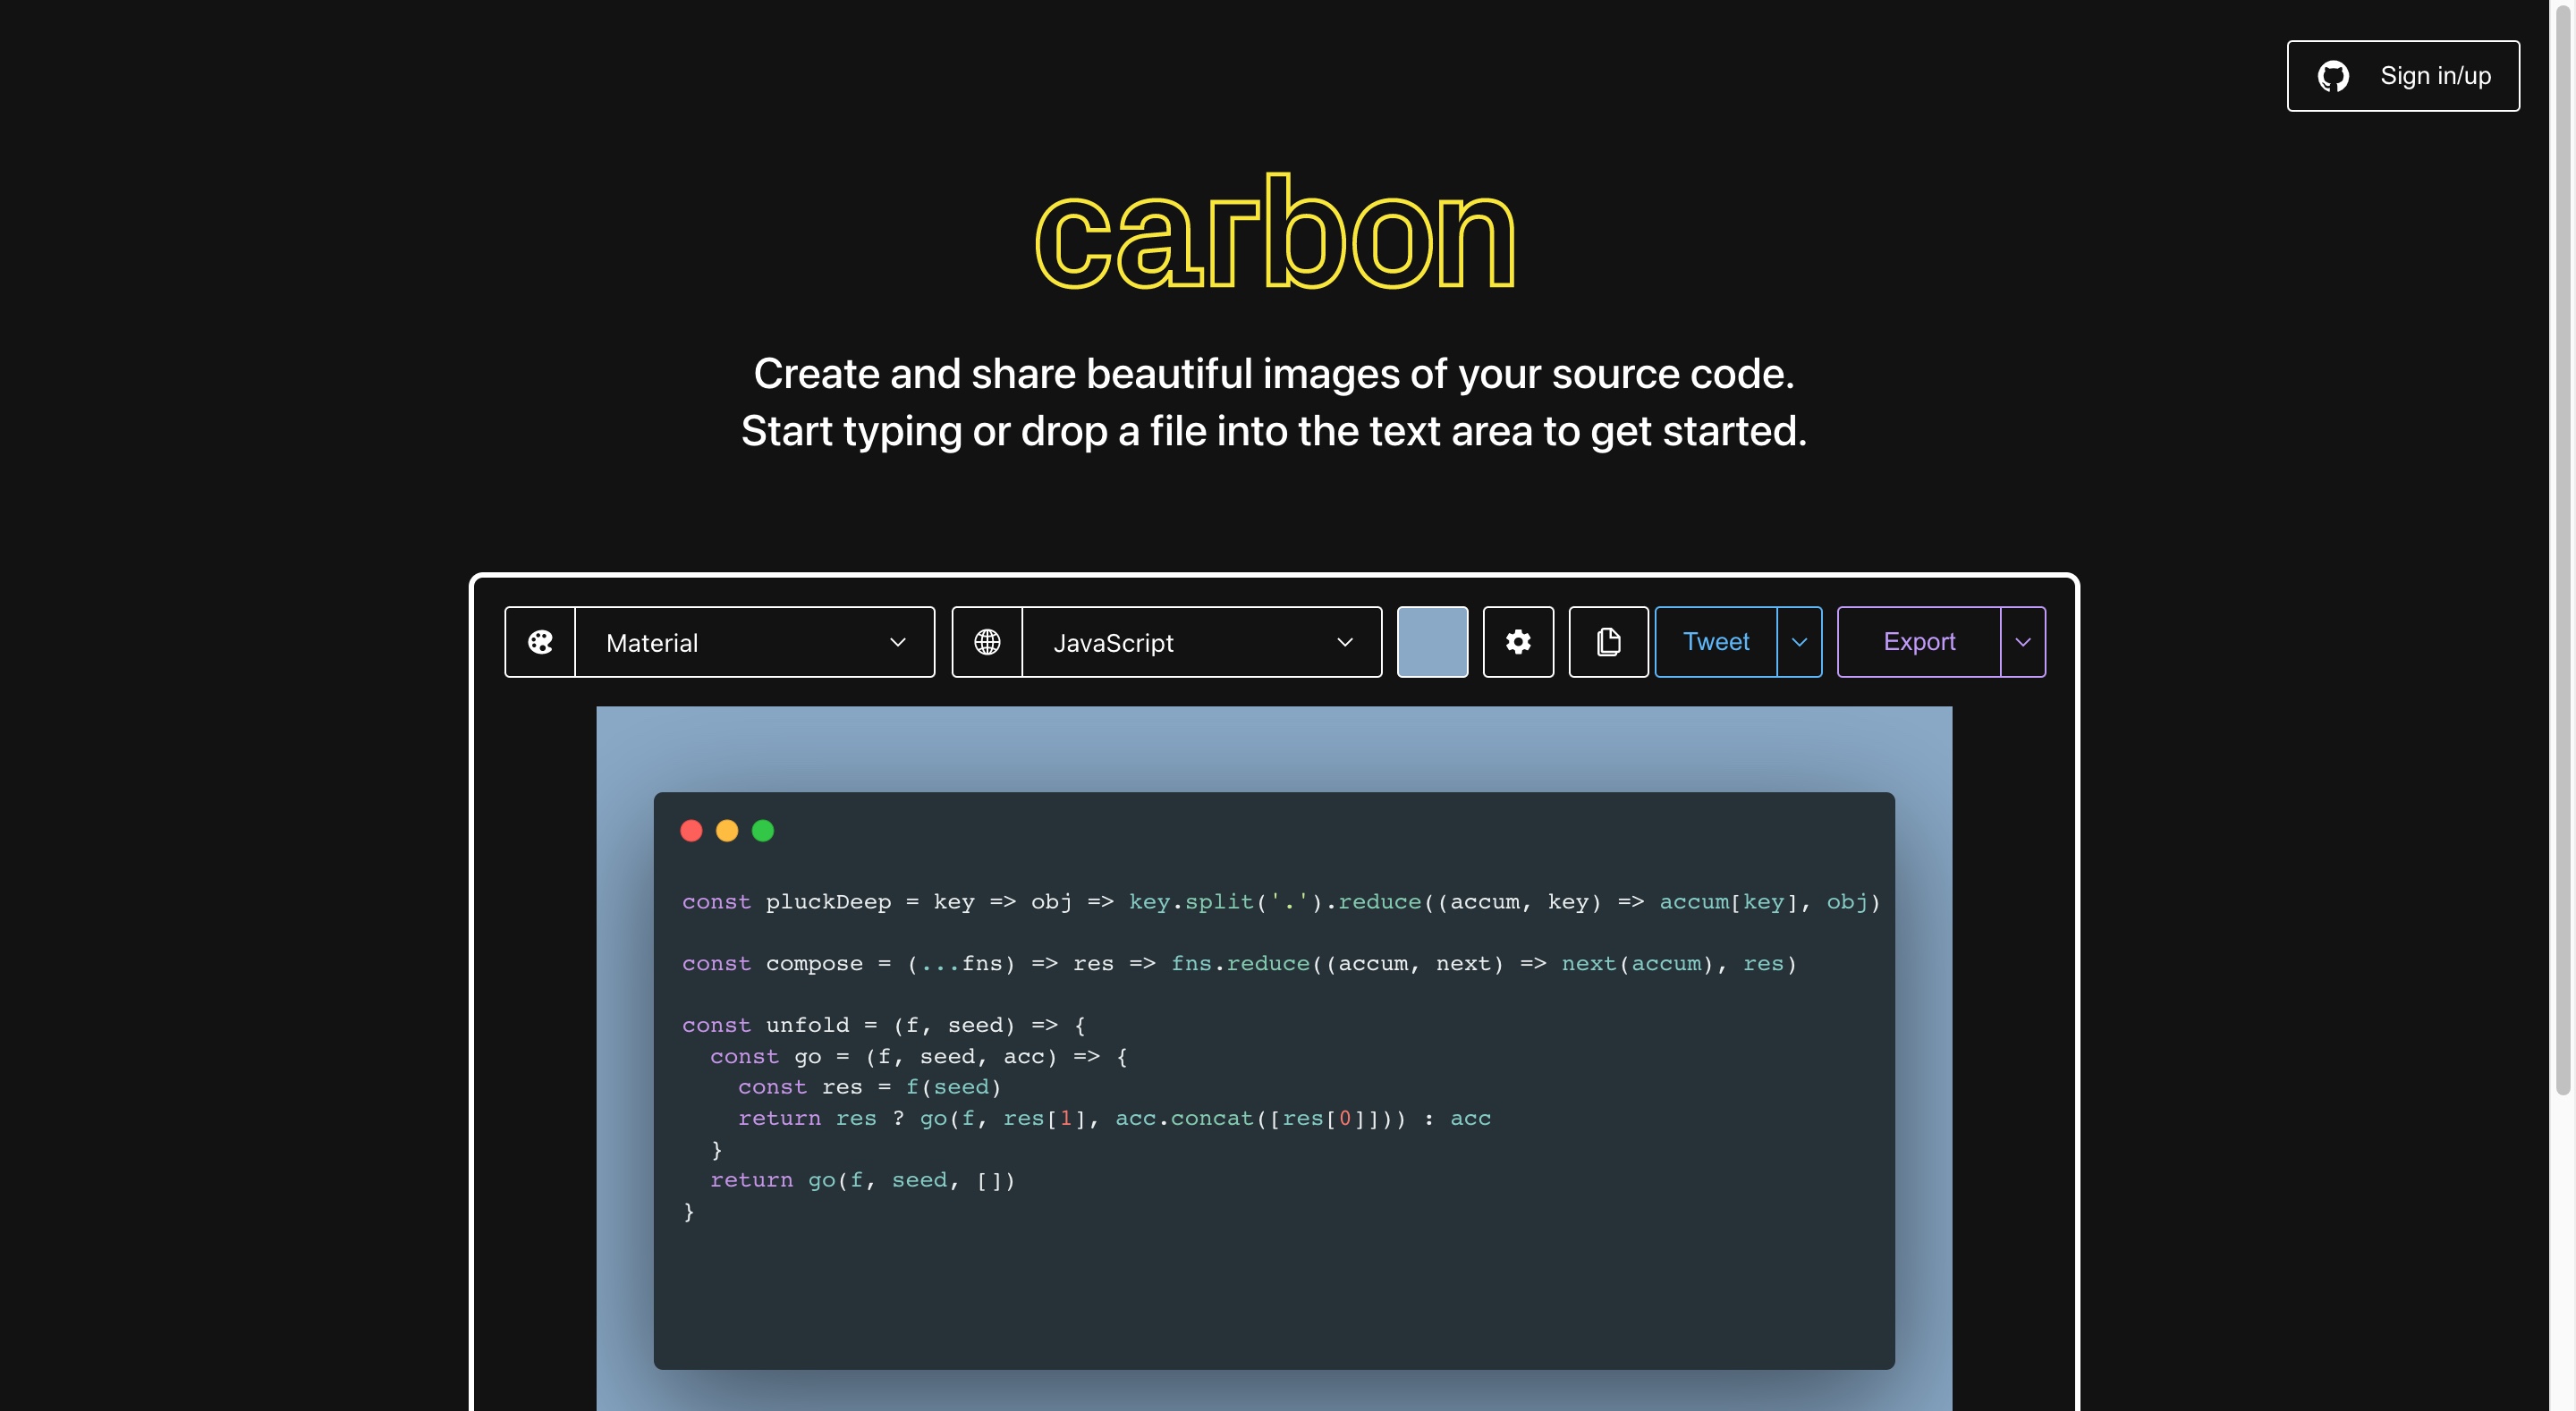 Sign in/up
carbon
Create and share beautiful images of your source code.
Start typing or drop a file into the text area to get started.
Material JavaScript Tweet Export
const pluckDeep = key => obj => key.split('.').reduce((accum, key) => accum[key], obj)
const compose = (...fns) => res => fns.reduce((accum, next) => next(accum), res)
const unfold = (f, seed) => {
  const go = (f, seed, acc) => {
    const res = f(seed)
    return res ? go(f, res[1], acc.concat([res[0]])) : acc
  }
  return go(f, seed, [])
}